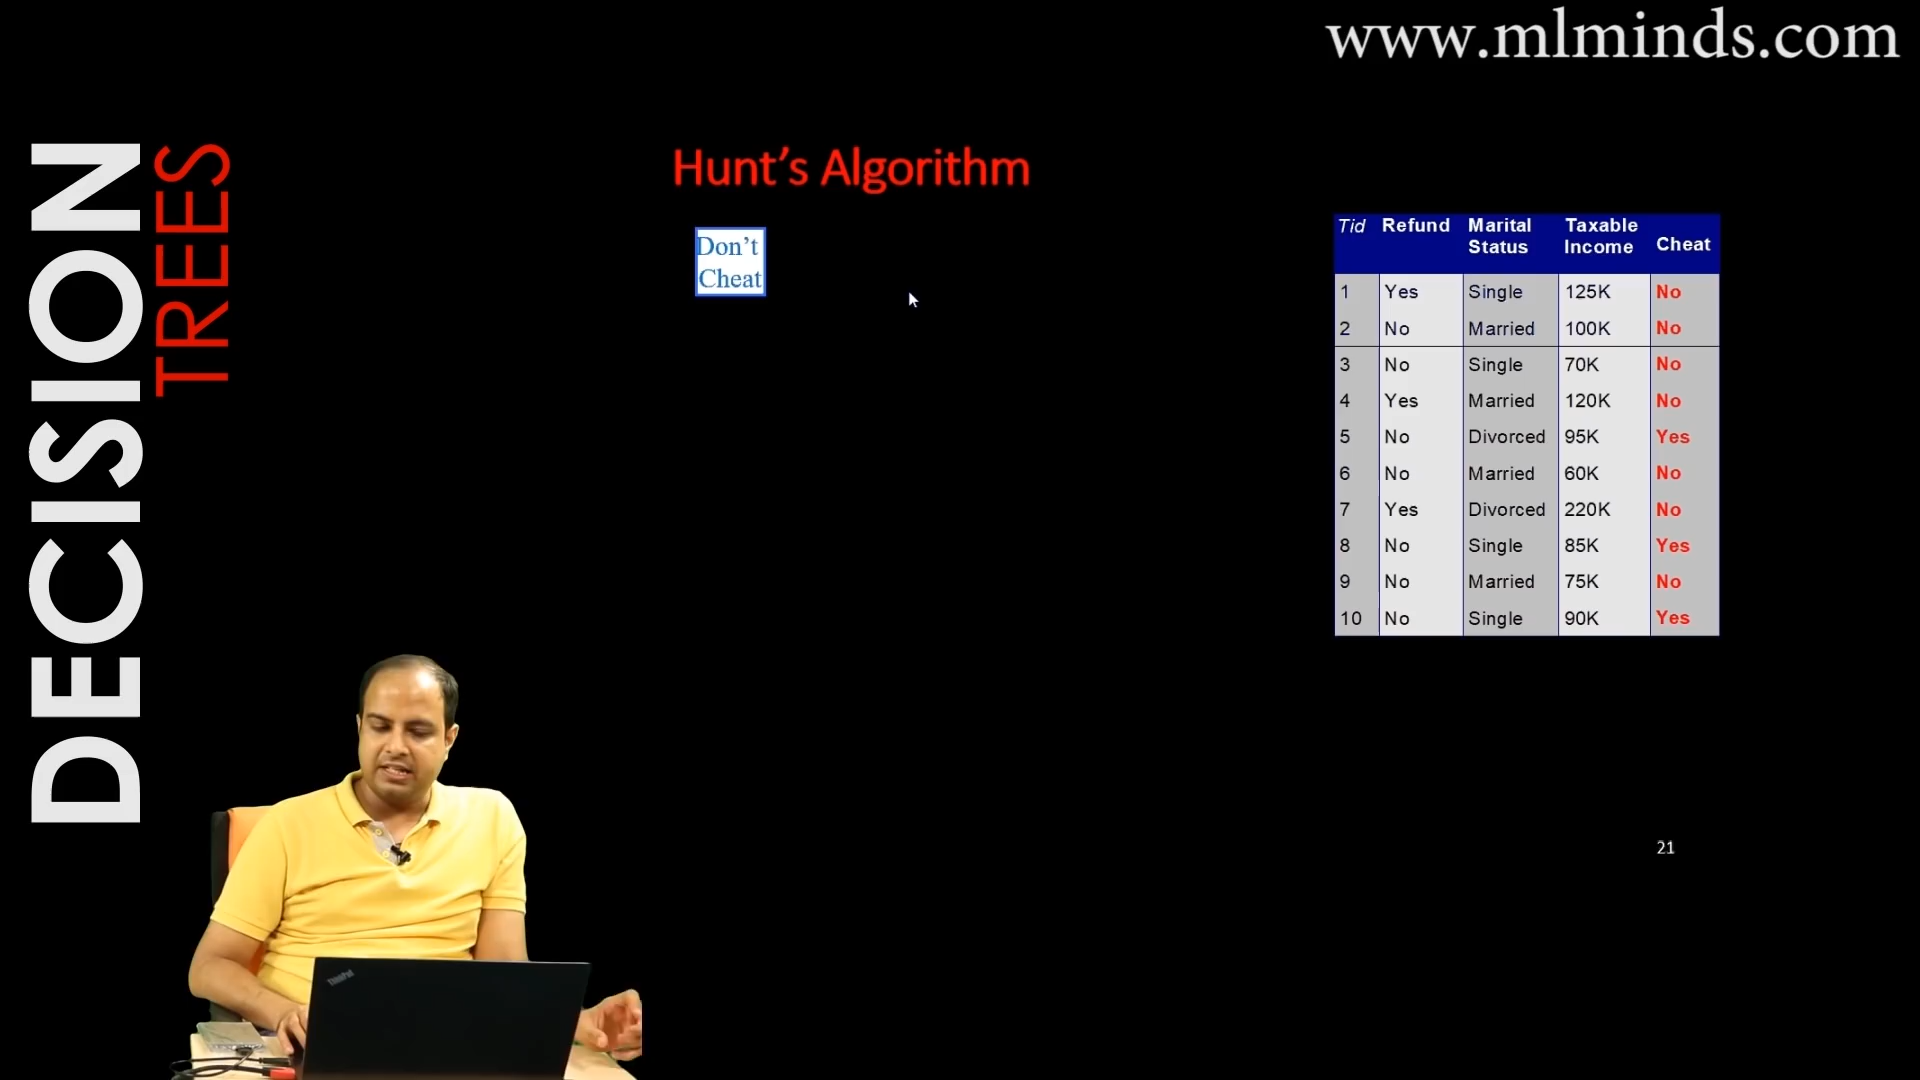 www.mlminds.com
DECISION
TREES
Hunt's Algorithm
Don't
Cheat
Tid Refund Marital Status Taxable Income Cheat
1 Yes Single 125K No
2 No Married 100K No
3 No Single 70K No
4 Yes Married 120K No
5 No Divorced 95K Yes
6 No Married 60K No
7 Yes Divorced 220K No
8 No Single 85K Yes
9 No Married 75K No
10 No Single 90K Yes
21
ThinkPad